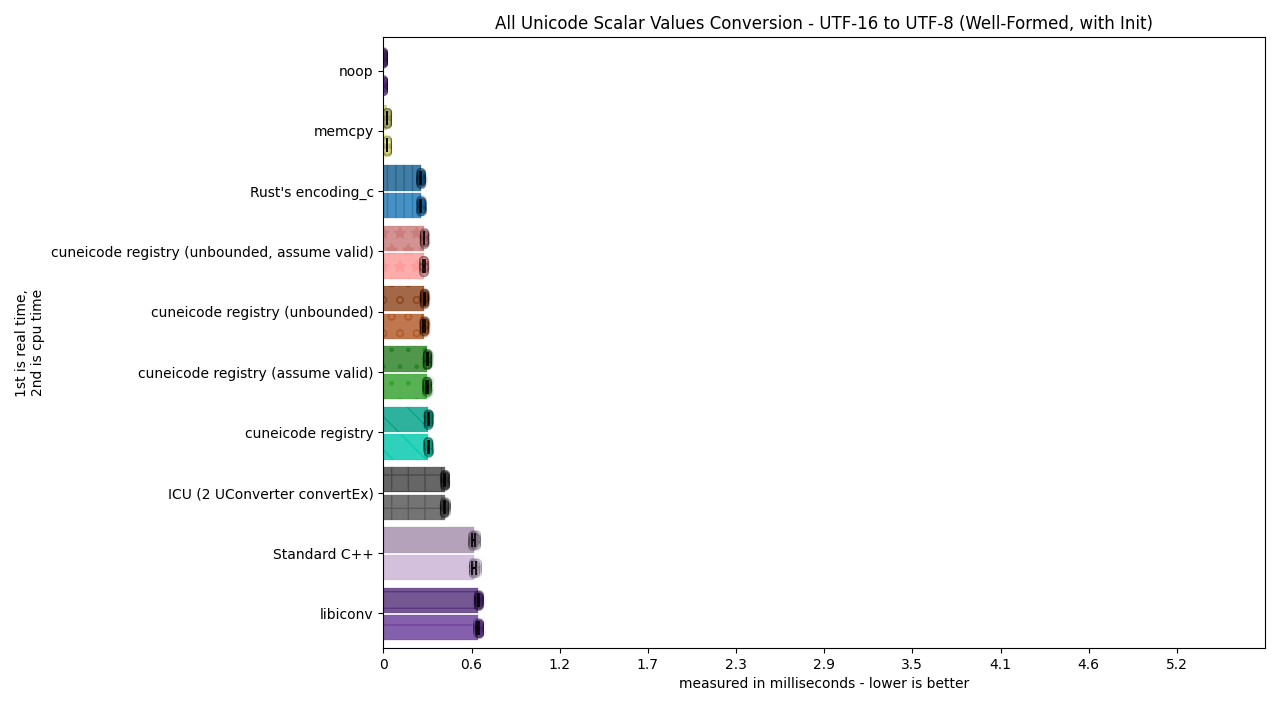 All Unicode Scalar Values Conversion - UTF-16 to UTF-8 (Well-Formed, with Init)
1st is real time,
2nd is cpu time
noop
memcpy
Rust's encoding_c
cuneicode registry (unbounded, assume valid)
cuneicode registry (unbounded)
cuneicode registry (assume valid)
cuneicode registry
ICU (2 UConverter convertEx)
Standard C++
libiconv
0 0.6 1.2 1.7 2.3 2.9 3.5 4.1 4.6 5.2
measured in milliseconds - lower is better